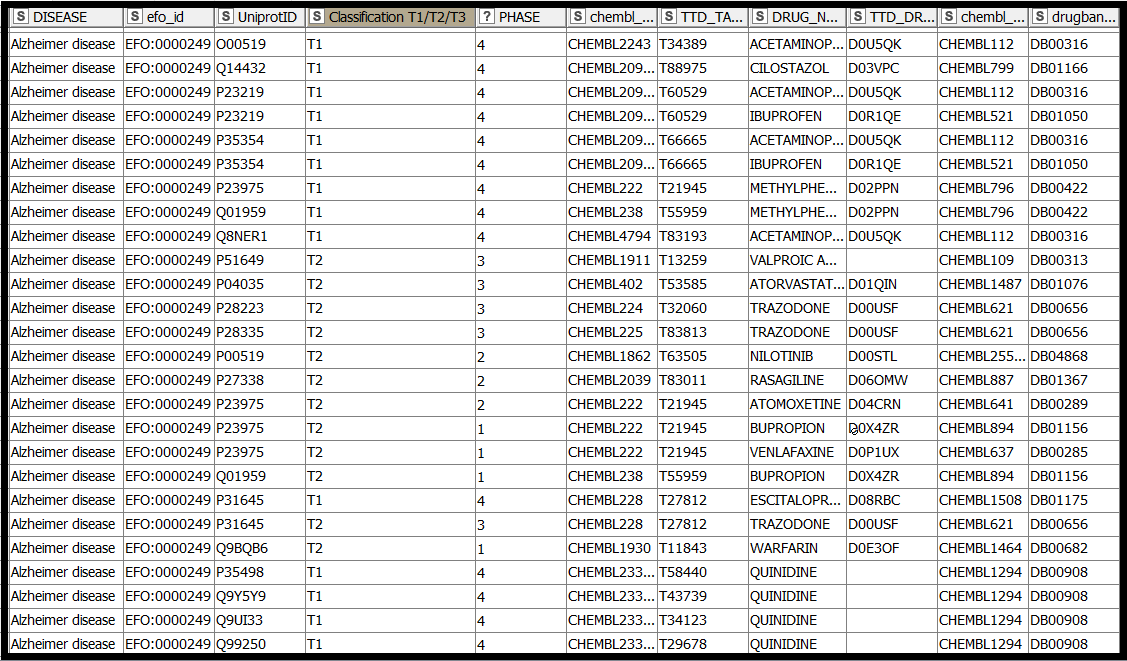 S DISEASE S efo_id S UniprotID S Classification T1/T2/T3 ? PHASE S chembl_... S TTD_TA... S DRUG_N... S TTD_DR... S chembl_... S drugban...
Alzheimer disease EFO:0000249 O00519 T1 4 CHEMBL2243 T34389 ACETAMINOP... D0U5QK CHEMBL112 DB00316
Alzheimer disease EFO:0000249 Q14432 T1 4 CHEMBL209... T88975 CILOSTAZOL D03VPC CHEMBL799 DB01166
Alzheimer disease EFO:0000249 P23219 T1 4 CHEMBL209... T60529 ACETAMINOP... D0U5QK CHEMBL112 DB00316
Alzheimer disease EFO:0000249 P23219 T1 4 CHEMBL209... T60529 IBUPROFEN D0R1QE CHEMBL521 DB01050
Alzheimer disease EFO:0000249 P35354 T1 4 CHEMBL209... T66665 ACETAMINOP... D0U5QK CHEMBL112 DB00316
Alzheimer disease EFO:0000249 P35354 T1 4 CHEMBL209... T66665 IBUPROFEN D0R1QE CHEMBL521 DB01050
Alzheimer disease EFO:0000249 P23975 T1 4 CHEMBL222 T21945 METHYLPHE... D02PPN CHEMBL796 DB00422
Alzheimer disease EFO:0000249 Q01959 T1 4 CHEMBL238 T55959 METHYLPHE... D02PPN CHEMBL796 DB00422
Alzheimer disease EFO:0000249 Q8NER1 T1 4 CHEMBL4794 T83193 ACETAMINOP... D0U5QK CHEMBL112 DB00316
Alzheimer disease EFO:0000249 P51649 T2 3 CHEMBL1911 T13259 VALPROIC A... CHEMBL109 DB00313
Alzheimer disease EFO:0000249 P04035 T2 3 CHEMBL402 T53585 ATORVASTAT... D01QIN CHEMBL1487 DB01076
Alzheimer disease EFO:0000249 P28223 T2 3 CHEMBL224 T32060 TRAZODONE D00USF CHEMBL621 DB00656
Alzheimer disease EFO:0000249 P28335 T2 3 CHEMBL225 T83813 TRAZODONE D00USF CHEMBL621 DB00656
Alzheimer disease EFO:0000249 P00519 T2 2 CHEMBL1862 T63505 NILOTINIB D00STL CHEMBL255... DB04868
Alzheimer disease EFO:0000249 P27338 T2 2 CHEMBL2039 T83011 RASAGILINE D06OMW CHEMBL887 DB01367
Alzheimer disease EFO:0000249 P23975 T2 2 CHEMBL222 T21945 ATOMOXETINE D04CRN CHEMBL641 DB00289
Alzheimer disease EFO:0000249 P23975 T2 1 CHEMBL222 T21945 BUPROPION D0X4ZR CHEMBL894 DB01156
Alzheimer disease EFO:0000249 P23975 T2 1 CHEMBL222 T21945 VENLAFAXINE D0P1UX CHEMBL637 DB00285
Alzheimer disease EFO:0000249 Q01959 T2 1 CHEMBL238 T55959 BUPROPION D0X4ZR CHEMBL894 DB01156
Alzheimer disease EFO:0000249 P31645 T1 4 CHEMBL228 T27812 ESCITALOPR... D08RBC CHEMBL1508 DB01175
Alzheimer disease EFO:0000249 P31645 T2 3 CHEMBL228 T27812 TRAZODONE D00USF CHEMBL621 DB00656
Alzheimer disease EFO:0000249 Q9BQB6 T2 1 CHEMBL1930 T11843 WARFARIN D0E3OF CHEMBL1464 DB00682
Alzheimer disease EFO:0000249 P35498 T1 4 CHEMBL233... T58440 QUINIDINE CHEMBL1294 DB00908
Alzheimer disease EFO:0000249 Q9Y5Y9 T1 4 CHEMBL233... T43739 QUINIDINE CHEMBL1294 DB00908
Alzheimer disease EFO:0000249 Q9UI33 T1 4 CHEMBL233... T34123 QUINIDINE CHEMBL1294 DB00908
Alzheimer disease EFO:0000249 Q99250 T1 4 CHEMBL233... T29678 QUINIDINE CHEMBL1294 DB00908